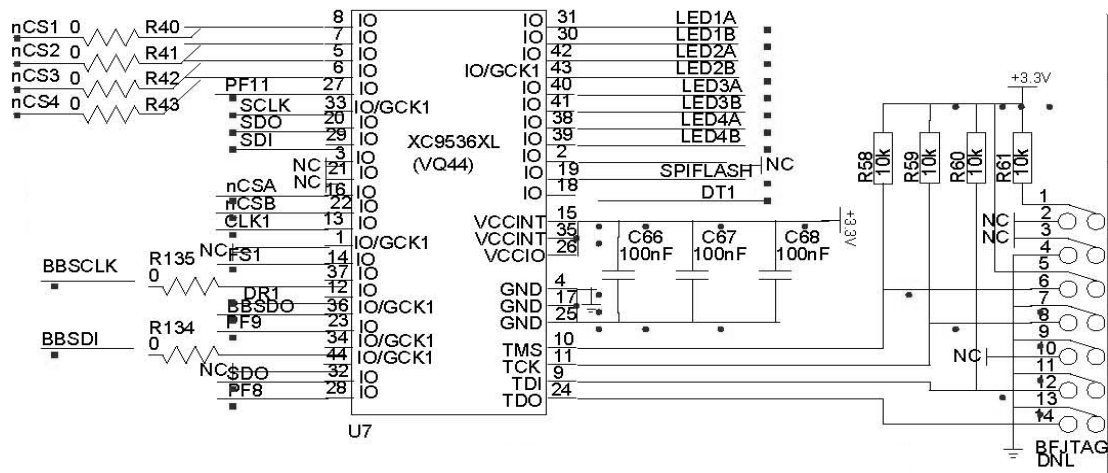 nCS1 0 R40
nCS2 0 R41
nCS3 0 R42
nCS4 0 R43
PF11
SCLK
SDO
SDI
NC
NC
nCSA
nCSB
CLK1
NC
FS1
BBSCLK
R135
0
DR1
BBSDO
PF9
BBSDI
R134
0
NC
SDO
PF8
8 IO
7 IO
5 IO
6 IO
27 IO
33 IO/GCK1
20 IO
29 IO
3 IO
21 IO
16 IO
22 IO
13 IO
1 IO/GCK1
14 IO
37 IO
12 IO
36 IO/GCK1
23 IO
34 IO/GCK1
44 IO/GCK1
32 IO
28 IO
XC9536XL
(VQ44)
U7
IO 31 LED1A
IO 30 LED1B
IO 42 LED2A
IO/GCK1 43 LED2B
IO 40 LED3A
IO 41 LED3B
IO 38 LED4A
IO 39 LED4B
IO 2 NC
IO 19 SPIFLASH
IO 18 DT1
VCCINT 15
VCCINT 35
VCCIO 26
GND 4
GND 17
GND 25
TMS 10
TCK 11
TDI 9
TDO 24
C66
100nF
C67
100nF
C68
100nF
+3.3V
+3.3V
R58 10k
R59 10k
R60 10k
R61 10k
1
NC 2
NC 3
4
5
6
7
8
9
NC 10
11
12
13
14
BFJTAG
DNL